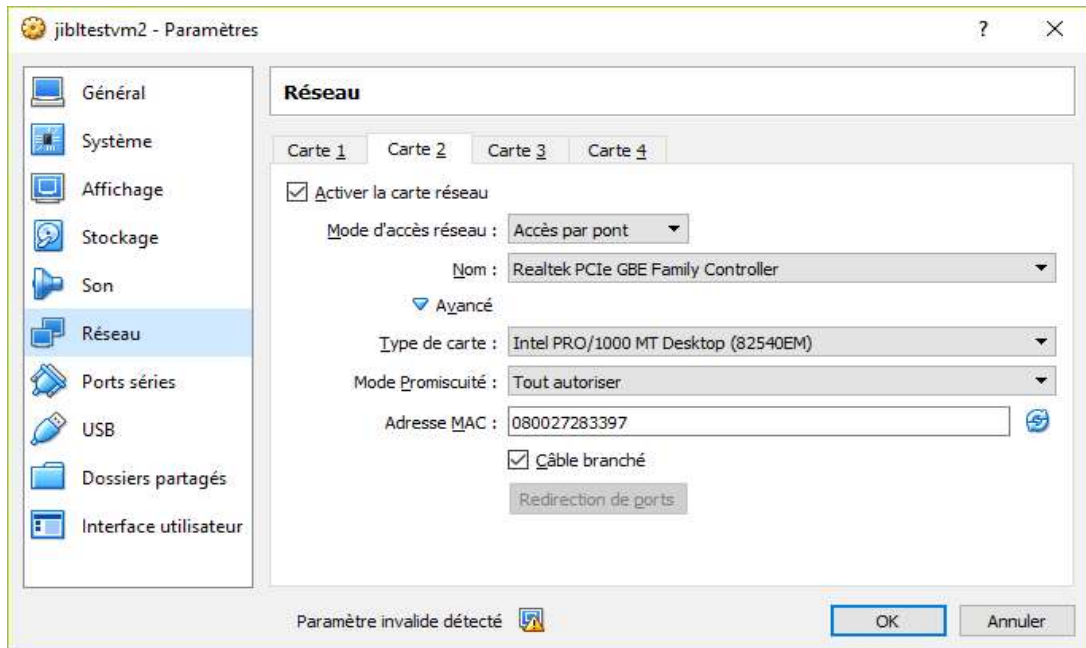 jibltestvm2 - Paramètres
Général
Système
Affichage
Stockage
Son
Réseau
Ports séries
USB
Dossiers partagés
Interface utilisateur
Réseau
Carte 1 Carte 2 Carte 3 Carte 4
Activer la carte réseau
Mode d'accès réseau : Accès par pont
Nom : Realtek PCIe GBE Family Controller
Avancé
Type de carte : Intel PRO/1000 MT Desktop (82540EM)
Mode Promiscuité : Tout autoriser
Adresse MAC : 080027283397
Câble branché
Redirection de ports
Paramètre invalide détecté
OK Annuler